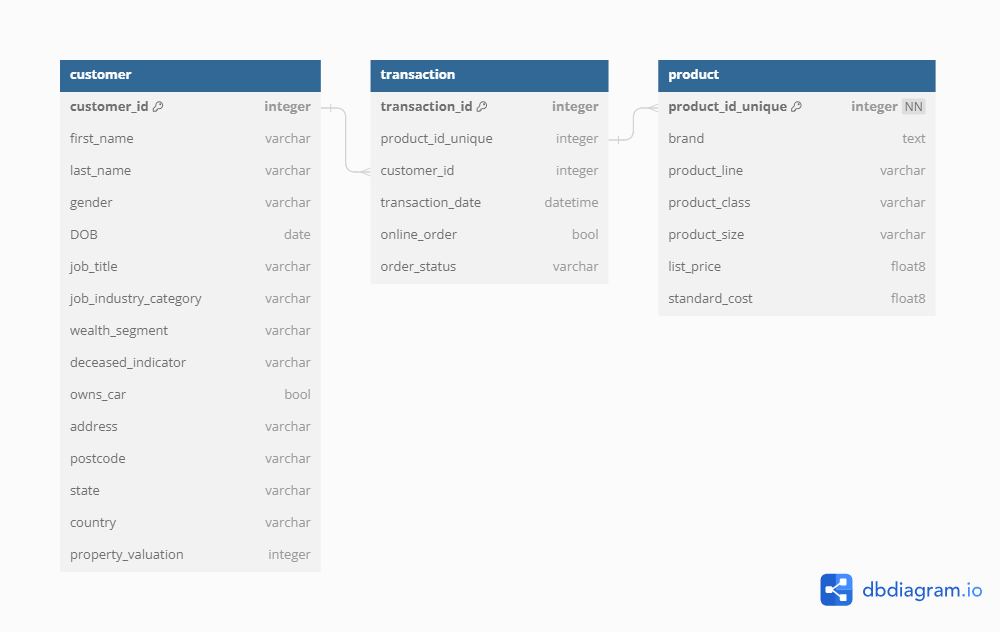 customer
customer_id integer
first_name varchar
last_name varchar
gender varchar
DOB date
job_title varchar
job_industry_category varchar
wealth_segment varchar
deceased_indicator varchar
owns_car bool
address varchar
postcode varchar
state varchar
country varchar
property_valuation integer
transaction
transaction_id integer
product_id_unique integer
customer_id integer
transaction_date datetime
online_order bool
order_status varchar
product
product_id_unique integer NN
brand text
product_line varchar
product_class varchar
product_size varchar
list_price float8
standard_cost float8
dbdiagram.io